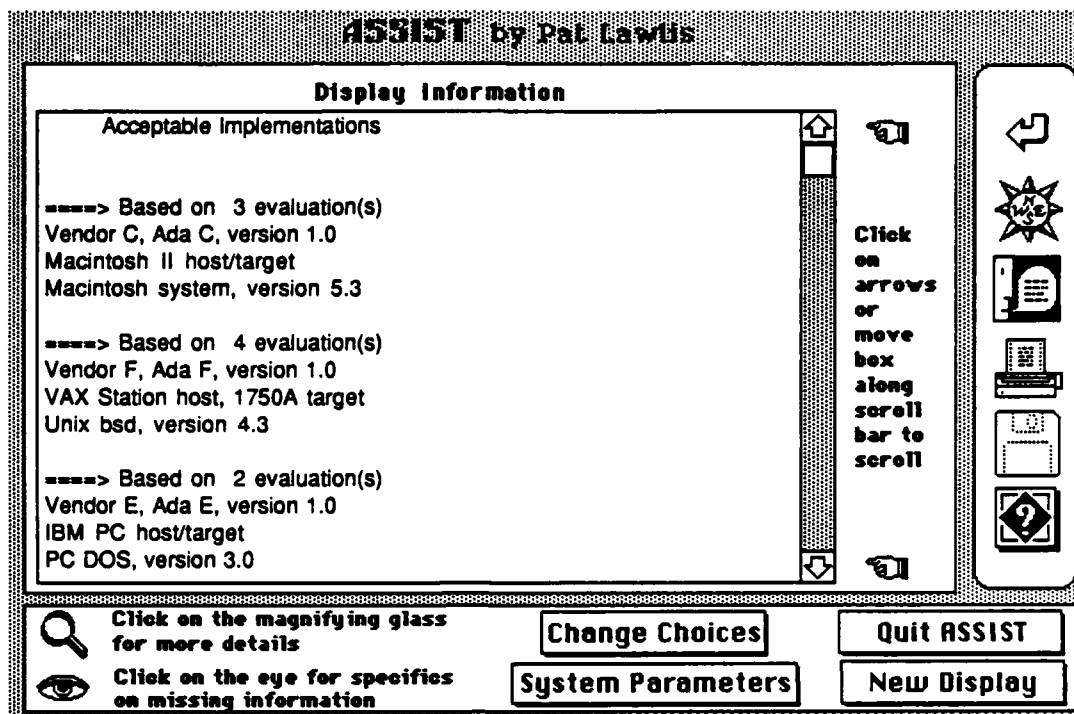 ASSIST by Pat Lawlis
Display Information
Acceptable Implementations
====> Based on 3 evaluation(s)
Vendor C, Ada C, version 1.0
Macintosh II host/target
Macintosh system, version 5.3
====> Based on 4 evaluation(s)
Vendor F, Ada F, version 1.0
VAX Station host, 1750A target
Unix bsd, version 4.3
====> Based on 2 evaluation(s)
Vendor E, Ada E, version 1.0
IBM PC host/target
PC DOS, version 3.0
Click
on
arrows
or
move
box
along
scroll
bar to
scroll
N
W E
S
?
Click on the magnifying glass
for more details
Click on the eye for specifics
on missing information
Change Choices
System Parameters
Quit ASSIST
New Display